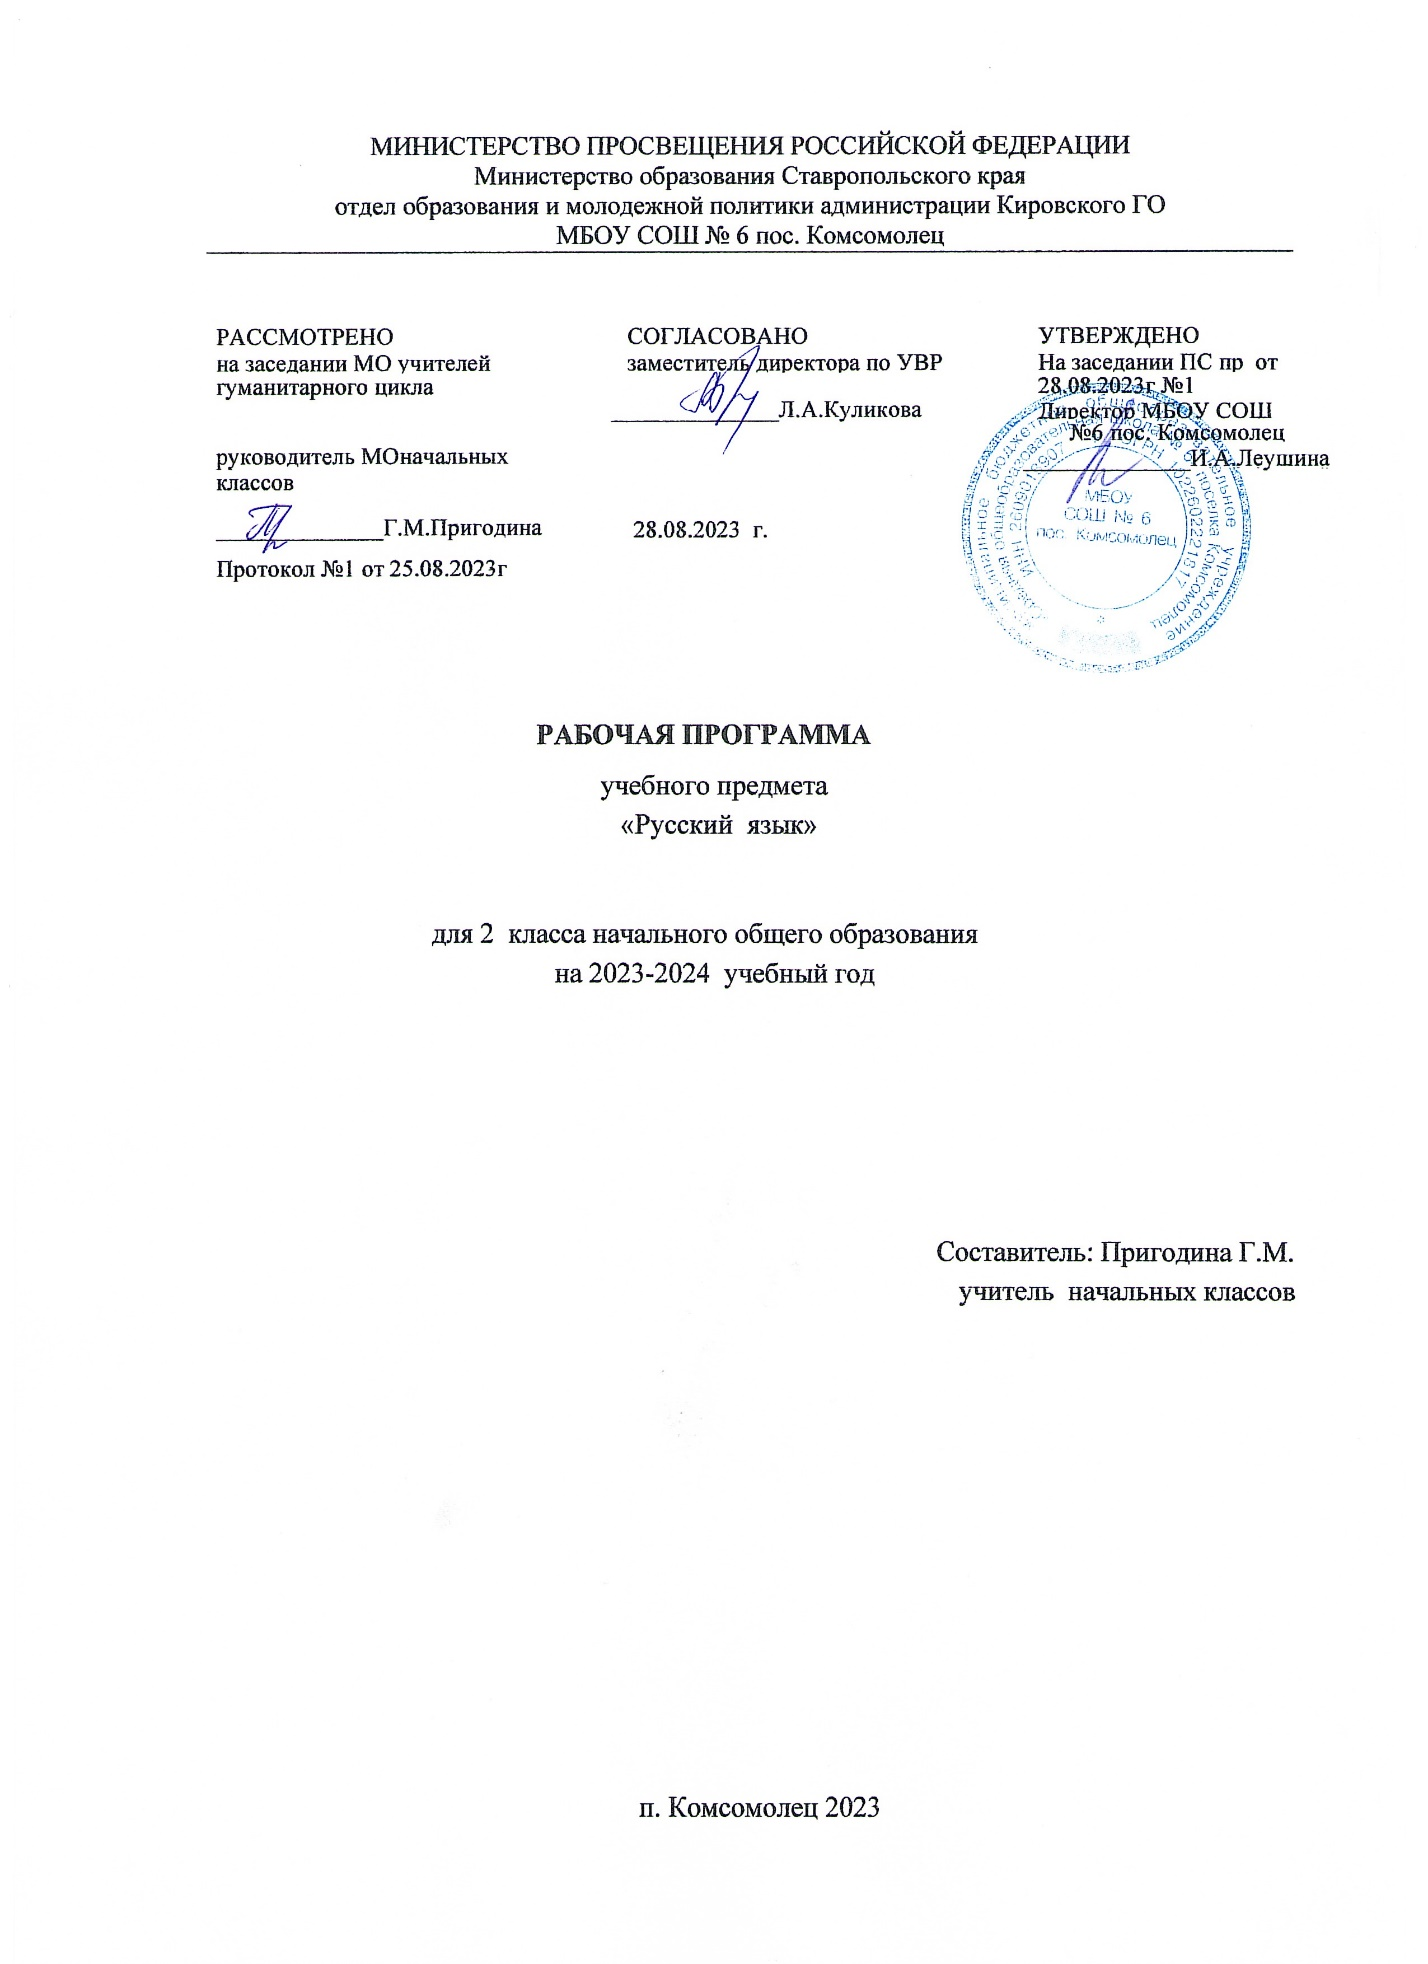 МИНИСТЕРСТВО ПРОСВЕЩЕНИЯ РОССИЙСКОЙ ФЕДЕРАЦИИ
Министерство образования Ставропольского края
отдел образования и молодежной политики администрации Кировского ГО
МБОУ СОШ № 6 пос. Комсомолец
РАССМОТРЕНО
на заседании МО учителей
гуманитарного цикла
руководитель МОначальных
классов
Г.М.Пригодина
Протокол №1 от 25.08.2023г
СОГЛАСОВАНО
заместитель директора по УВР
Л.А.Куликова
28.08.2023 г.
УТВЕРЖДЕНО
На заседании ПС пр от
28.08.2023г №1
Директор МБОУ СОШ
№6 пос. Комсомолец
И.А.Леушина
МБОУ
СОШ № 6
пос. Комсомолец
РАБОЧАЯ ПРОГРАММА
учебного предмета
«Русский язык»
для 2 класса начального общего образования
на 2023-2024 учебный год
Составитель: Пригодина Г.М.
учитель начальных классов
п. Комсомолец 2023